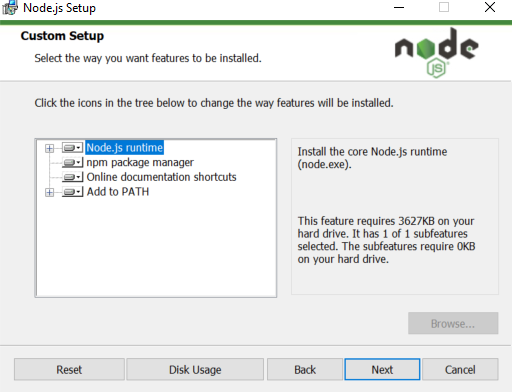 Node.js Setup
Custom Setup
Select the way you want features to be installed.
node
JS
Click the icons in the tree below to change the way features will be installed.
Node.js runtime
npm package manager
Online documentation shortcuts
Add to PATH
Install the core Node.js runtime
(node.exe).
This feature requires 3627KB on your
hard drive. It has 1 of 1 subfeatures
selected. The subfeatures require 0KB
on your hard drive.
Browse...
Reset
Disk Usage
Back
Next
Cancel